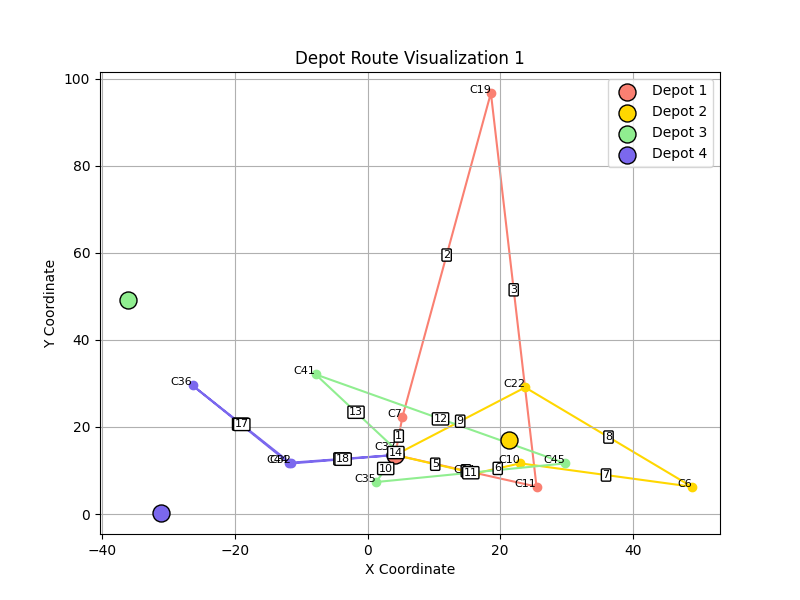 Depot Route Visualization 1
Depot 1
Depot 2
Depot 3
Depot 4
100
80
60
40
20
0
−40
−20
0
20
40
X Coordinate
Y Coordinate
C19
2
3
C36
C41
C22
C7
13
12
9
17
1
8
14
18
10
5
11
6
C10
C45
7
C35
C11
C6